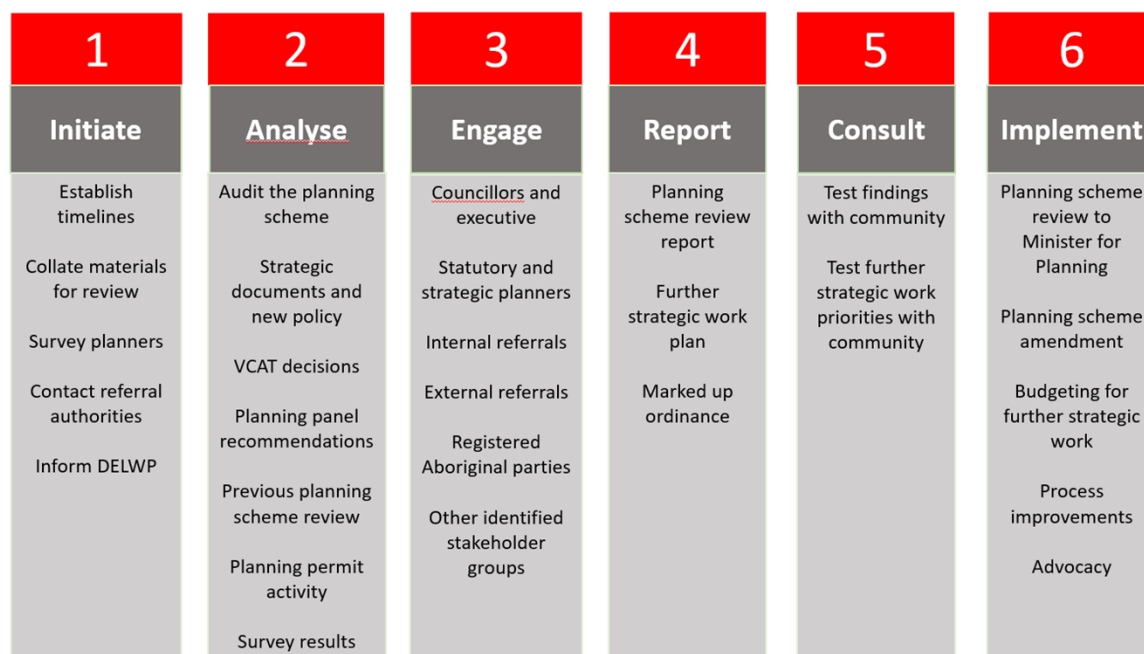 1
Initiate
Establish
timelines
Collate materials
for review
Survey planners
Contact referral
authorities
Inform DELWP
2
Analyse
Audit the planning
scheme
Strategic
documents and
new policy
VCAT decisions
Planning panel
recommendations
Previous planning
scheme review
Planning permit
activity
Survey results
3
Engage
Councillors and
executive
Statutory and
strategic planners
Internal referrals
External referrals
Registered
Aboriginal parties
Other identified
stakeholder
groups
4
Report
Planning
scheme review
report
Further
strategic work
plan
Marked up
ordinance
5
Consult
Test findings
with community
Test further
strategic work
priorities with
community
6
Implement
Planning scheme
review to
Minister for
Planning
Planning scheme
amendment
Budgeting for
further strategic
work
Process
improvements
Advocacy